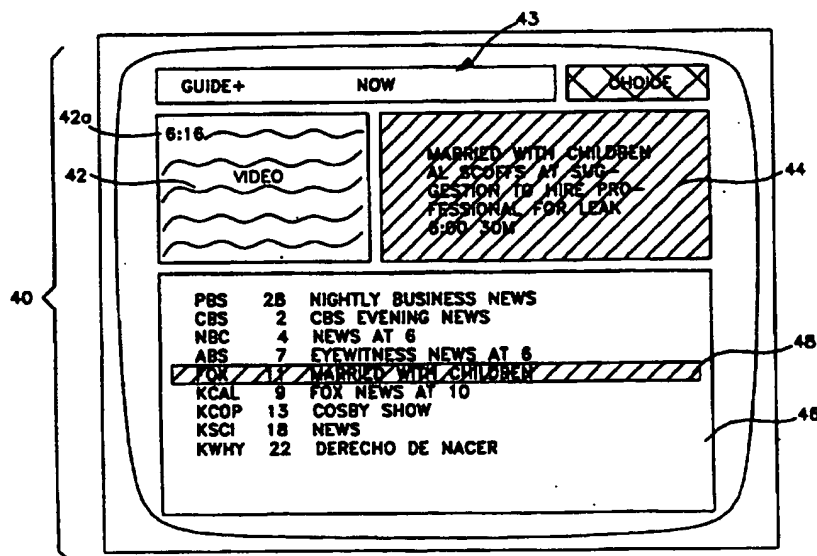 43
GUIDE+ NOW CHOICE
42a
6:16
42
VIDEO
MARRIED WITH CHILDREN
AL SCOFFS AT SUG-
GESTION TO HIRE PRO-
FESSIONAL FOR LEAK
6:00 30M
44
40
PBS 28 NIGHTLY BUSINESS NEWS
CBS 2 CBS EVENING NEWS
NBC 4 NEWS AT 6
ABS 7 EYEWITNESS NEWS AT 6
FOX 11 MARRIED WITH CHILDREN
48
KCAL 9 FOX NEWS AT 10
KCOP 13 COSBY SHOW
46
KSCI 18 NEWS
KWHY 22 DERECHO DE NACER